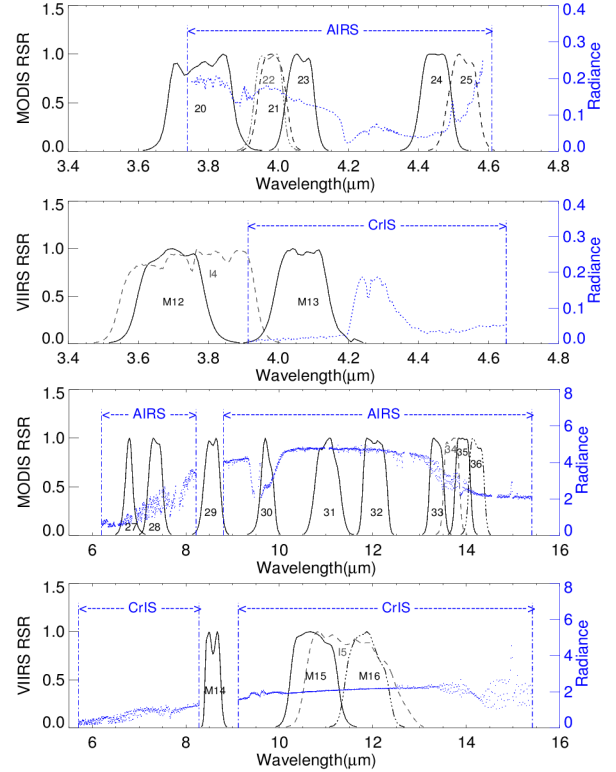 1.5 AIRS 0.4
1.0 0.3
0.5 0.2
0.0 0.1
0.0
MODIS RSR
Radiance
20 22 21 23 24 25
3.4 3.6 3.8 4.0 4.2 4.4 4.6 4.8
Wavelength(μm)
1.5 CrIS 0.4
1.0 0.3
0.5 0.2
0.0 0.1
0.0
VIIRS RSR
Radiance
M12 I4 M13
3.4 3.6 3.8 4.0 4.2 4.4 4.6 4.8
Wavelength(μm)
1.5 AIRS AIRS 8
1.0 6
0.5 4
0.0 2
0
MODIS RSR
Radiance
27 28 29 30 31 32 33 34 35 36
6 8 10 12 14 16
Wavelength(μm)
1.5 CrIS CrIS 8
1.0 6
0.5 4
0.0 2
0
VIIRS RSR
Radiance
M14 M15 I5 M16
6 8 10 12 14 16
Wavelength(μm)